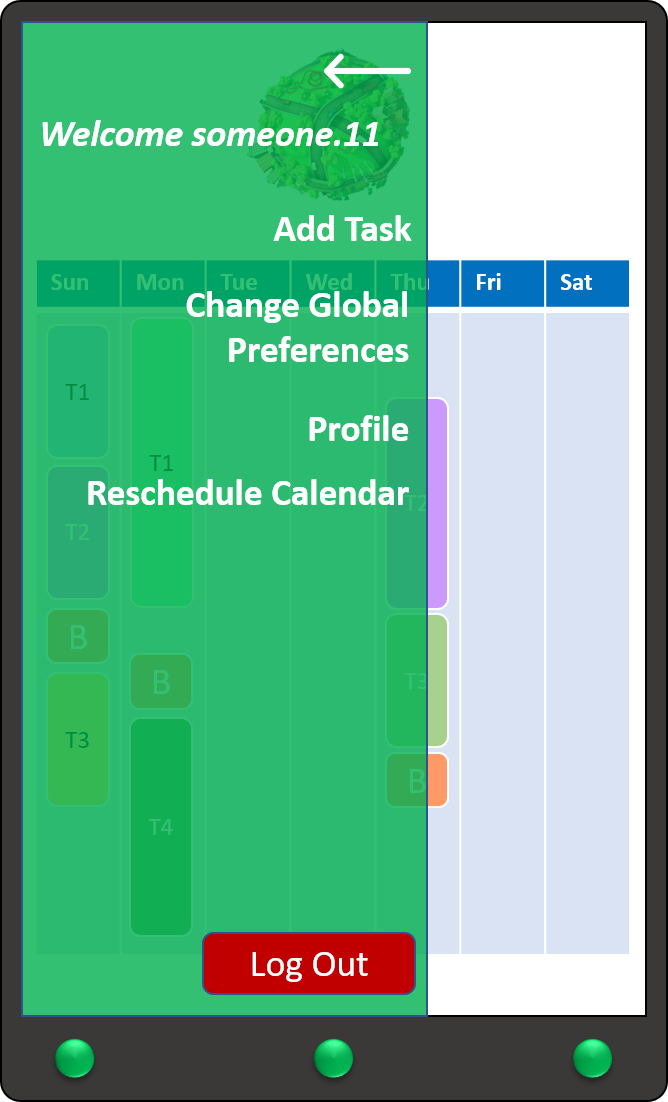 Welcome someone.11
Add Task
Sun Mon Tue Wed Thu Fri Sat
Change Global
Preferences
T1
Profile
T1
Reschedule Calendar
T2
T2
B
B
T3
T3
B
T4
Log Out